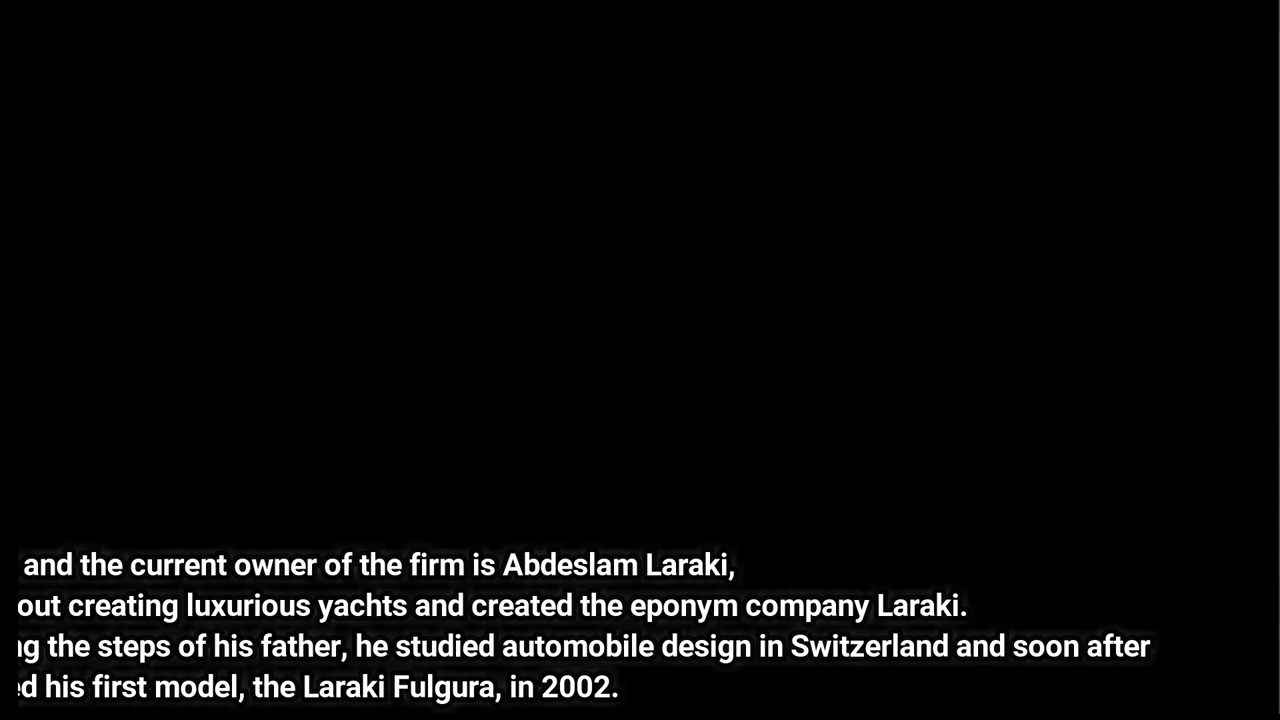 and the current owner of the firm is Abdeslam Laraki,
creating luxurious yachts and created the eponym company Laraki.
the steps of his father, he studied automobile design in Switzerland and soon after
his first model, the Laraki Fulgura, in 2002.